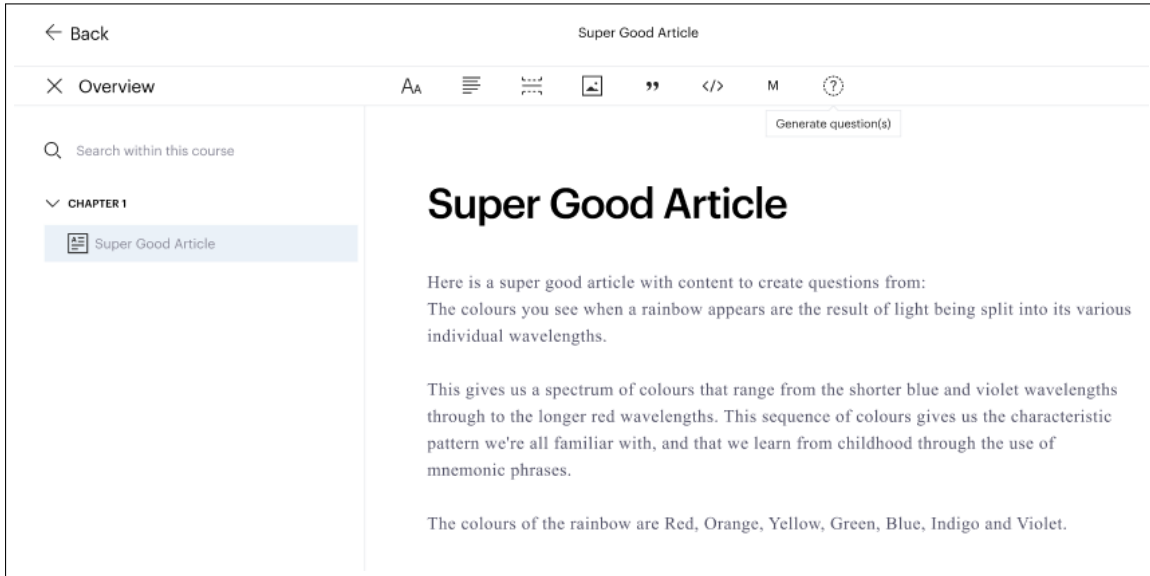 Back
Super Good Article
Overview
AA
”
</>
M
?
Generate question(s)
Search within this course
CHAPTER 1
Super Good Article
Super Good Article
Here is a super good article with content to create questions from:
The colours you see when a rainbow appears are the result of light being split into its various
individual wavelengths.
This gives us a spectrum of colours that range from the shorter blue and violet wavelengths
through to the longer red wavelengths. This sequence of colours gives us the characteristic
pattern we're all familiar with, and that we learn from childhood through the use of
mnemonic phrases.
The colours of the rainbow are Red, Orange, Yellow, Green, Blue, Indigo and Violet.